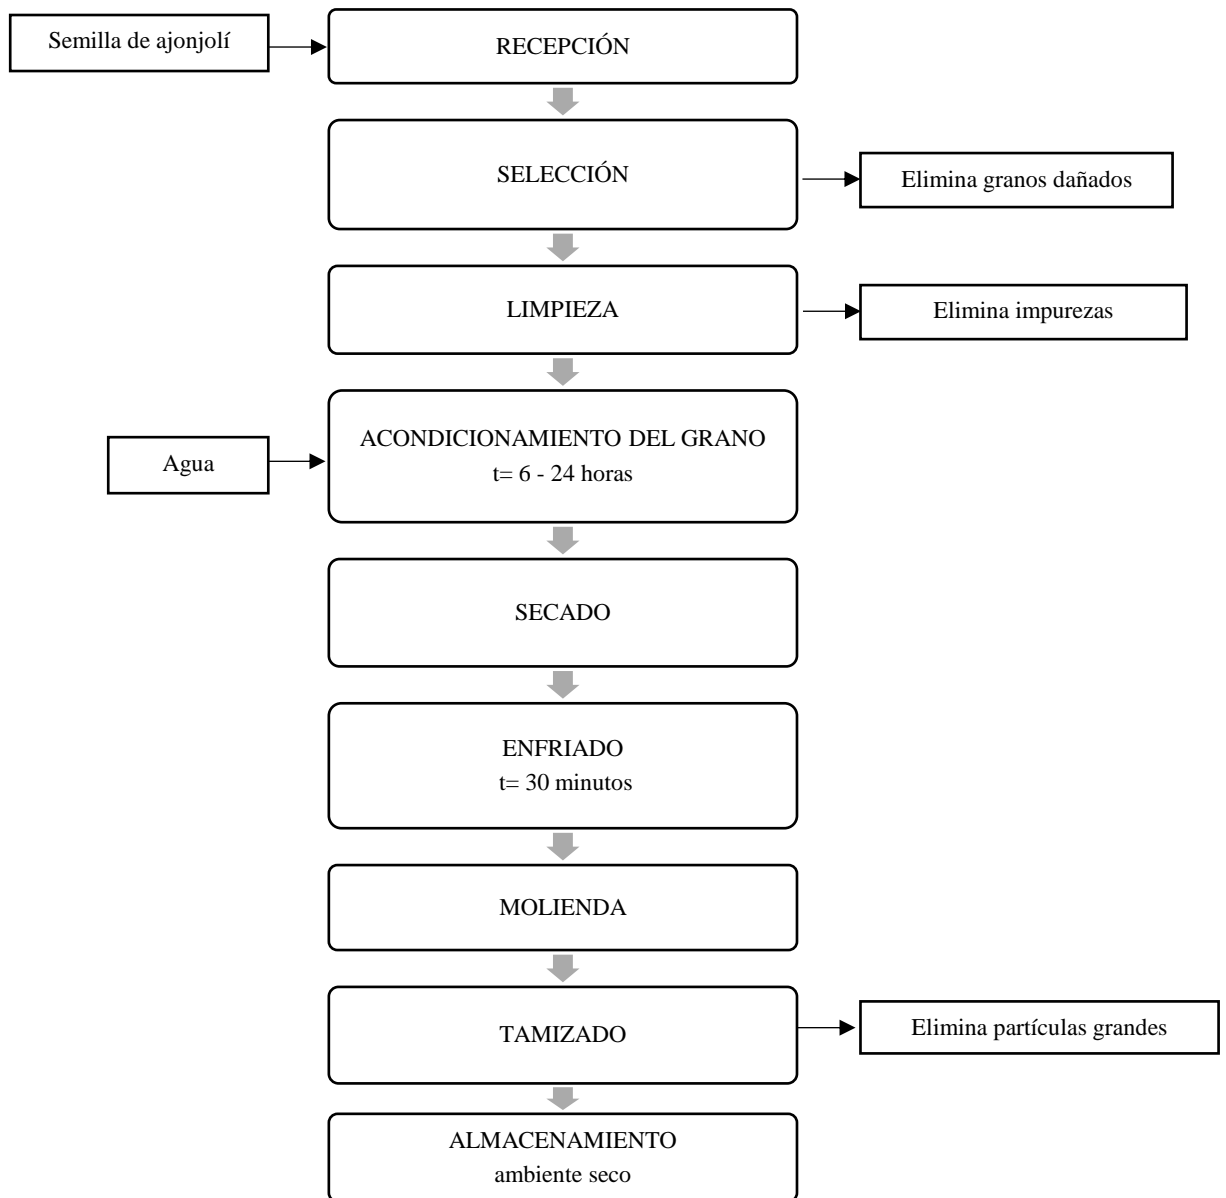 Semilla de ajonjolí
RECEPCIÓN
SELECCIÓN
Elimina granos dañados
LIMPIEZA
Elimina impurezas
ACONDICIONAMIENTO DEL GRANO
t= 6 - 24 horas
Agua
SECADO
ENFRIADO
t= 30 minutos
MOLIENDA
TAMIZADO
Elimina partículas grandes
ALMACENAMIENTO
ambiente seco